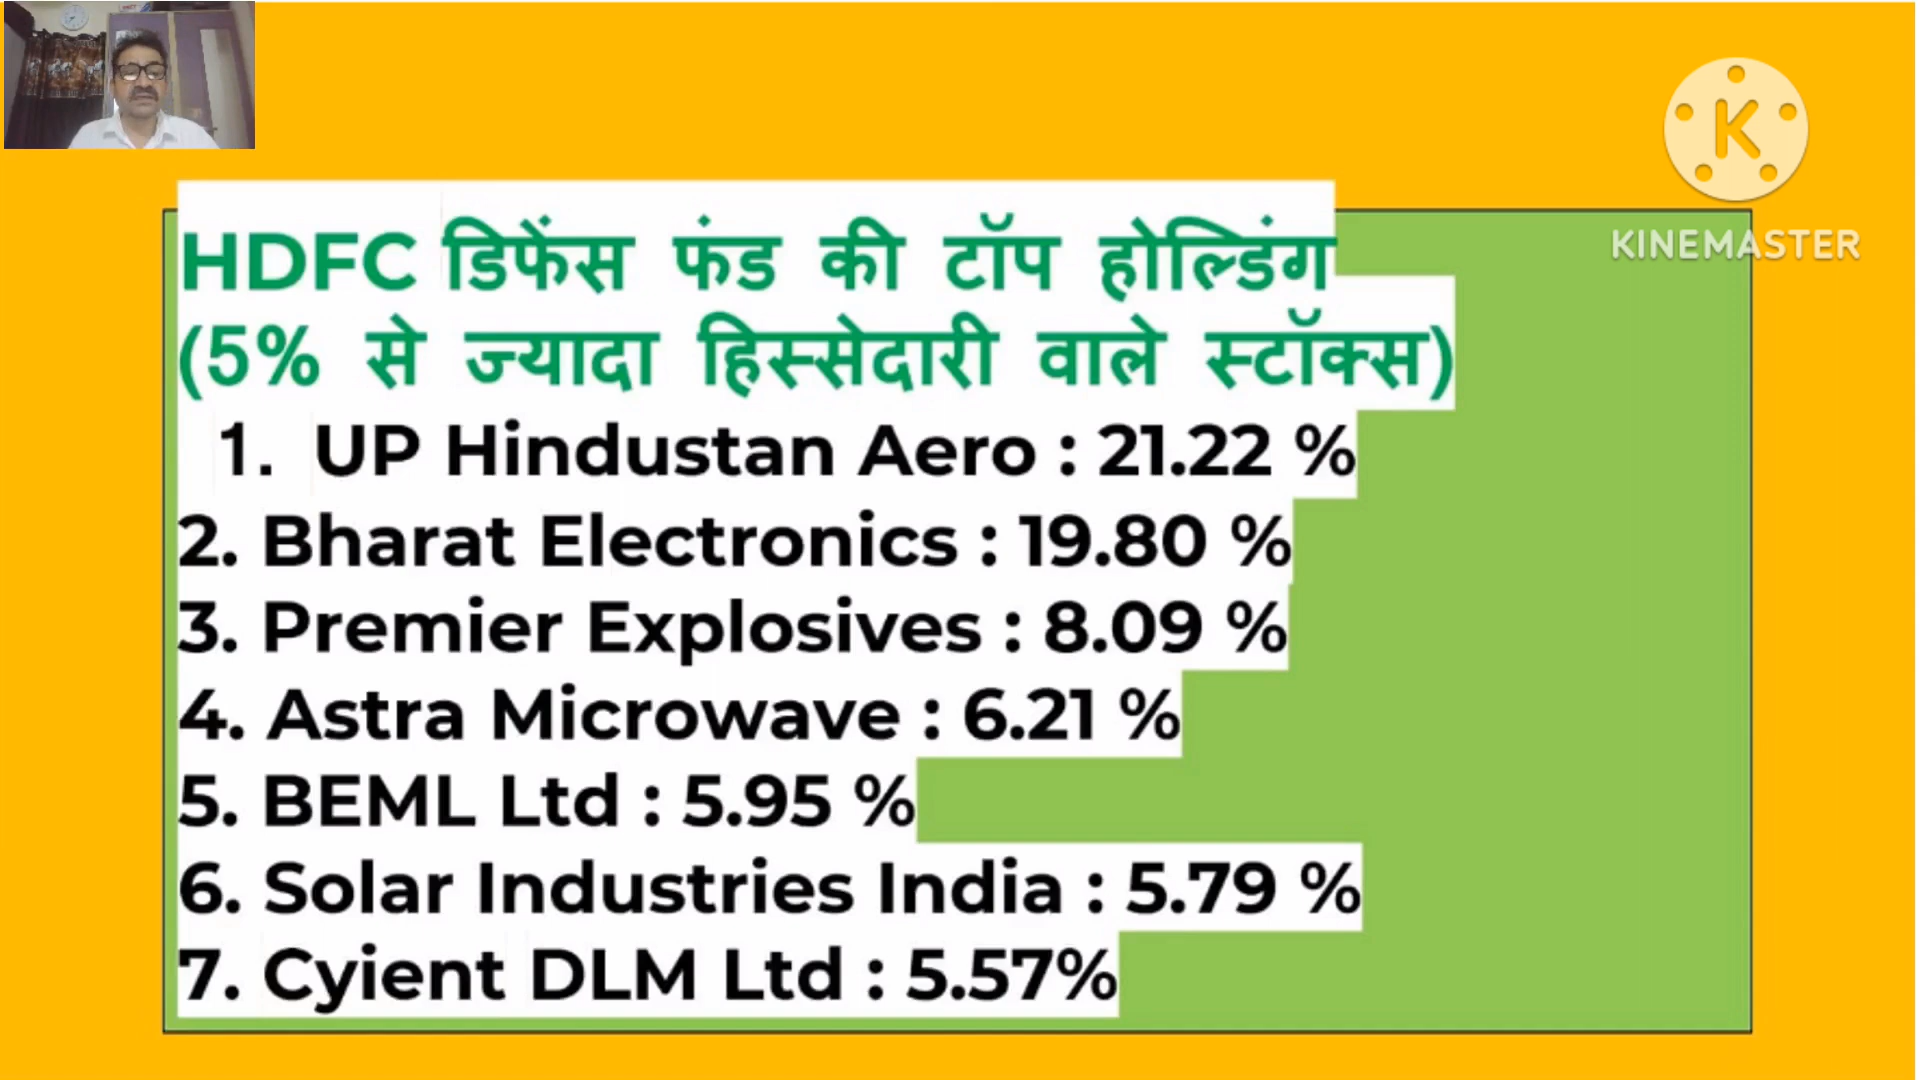 K
KINEMASTER
HDFC डिफेंस फंड की टॉप होल्डिंग
(5% से ज्यादा हिस्सेदारी वाले स्टॉक्स)
1. UP Hindustan Aero : 21.22 %
2. Bharat Electronics : 19.80 %
3. Premier Explosives : 8.09 %
4. Astra Microwave : 6.21 %
5. BEML Ltd : 5.95 %
6. Solar Industries India : 5.79 %
7. Cyient DLM Ltd : 5.57%